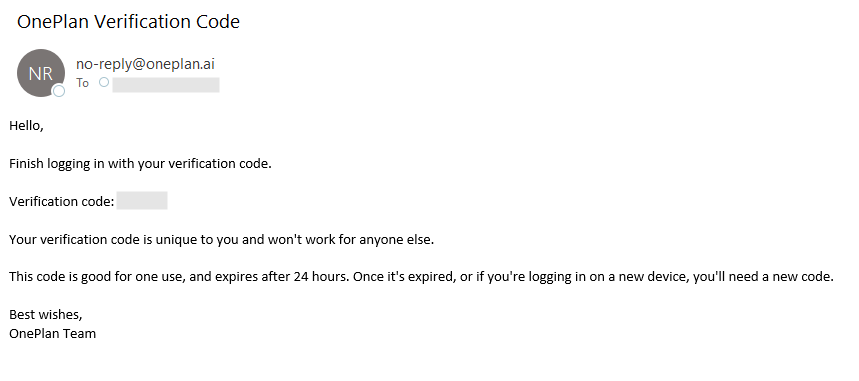 OnePlan Verification Code
NR
no-reply@oneplan.ai
To
Hello,
Finish logging in with your verification code.
Verification code:
Your verification code is unique to you and won't work for anyone else.
This code is good for one use, and expires after 24 hours. Once it's expired, or if you're logging in on a new device, you'll need a new code.
Best wishes,
OnePlan Team